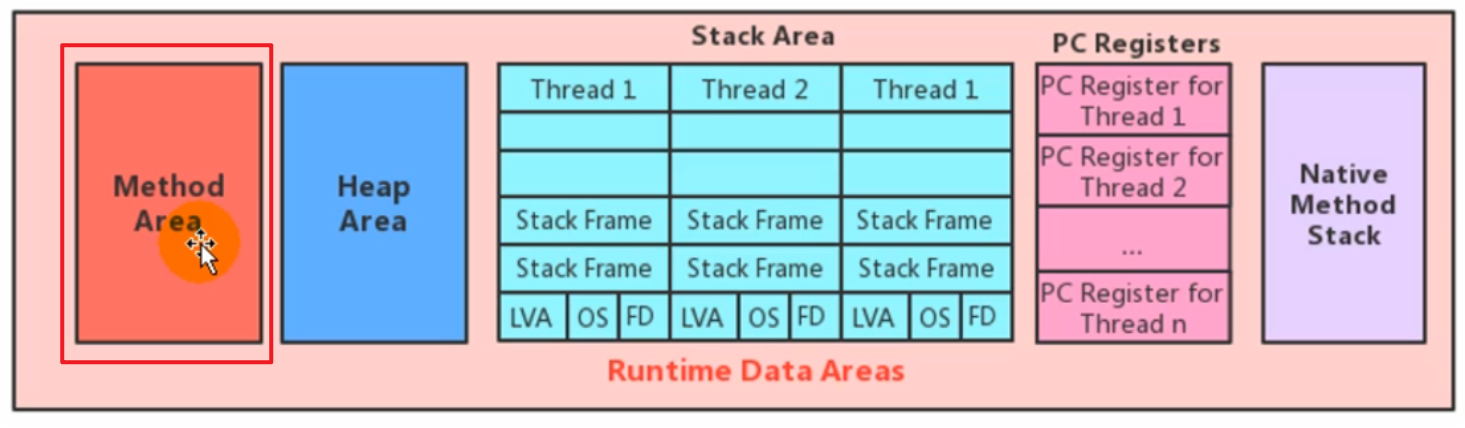 Stack Area
PC Registers
Method
Area
Heap
Area
Thread 1
Thread 2
Thread 1
Stack Frame
Stack Frame
Stack Frame
Stack Frame
Stack Frame
Stack Frame
LVA
OS
FD
LVA
OS
FD
LVA
OS
FD
PC Register for
Thread 1
PC Register for
Thread 2
...
PC Register for
Thread n
Native
Method
Stack
Runtime Data Areas